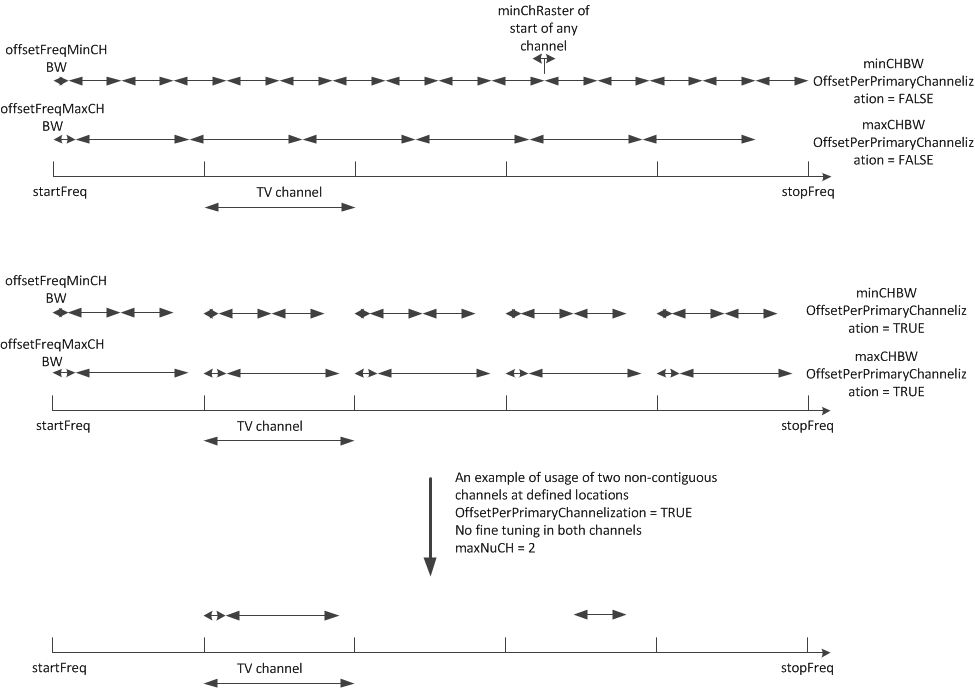 minChRaster of
start of any
channel
offsetFreqMinCH
BW
minCHBW
OffsetPerPrimaryChanneliz
ation = FALSE
offsetFreqMaxCH
BW
maxCHBW
OffsetPerPrimaryChanneliz
ation = FALSE
startFreq
TV channel
stopFreq
offsetFreqMinCH
BW
minCHBW
OffsetPerPrimaryChanneliz
ation = TRUE
offsetFreqMaxCH
BW
maxCHBW
OffsetPerPrimaryChanneliz
ation = TRUE
startFreq
TV channel
stopFreq
An example of usage of two non-contiguous
channels at defined locations
OffsetPerPrimaryChannelization = TRUE
No fine tuning in both channels
maxNuCH = 2
startFreq
TV channel
stopFreq